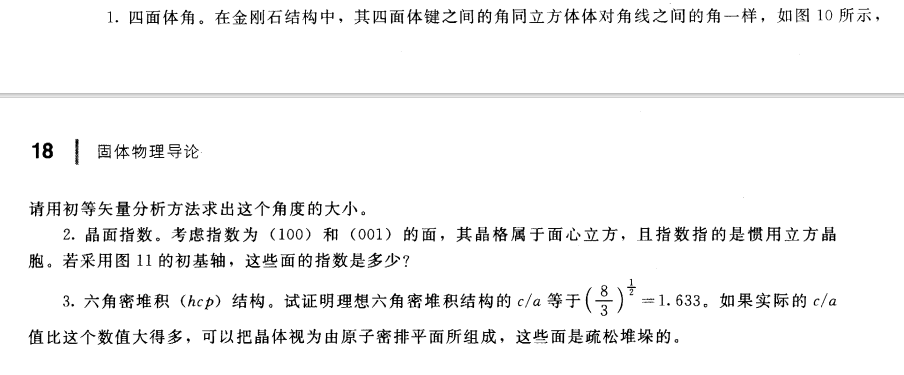 1. 四面体角。在金刚石结构中，其四面体键之间的角同立方体体对角线之间的角一样，如图 10 所示，
18 固体物理导论
请用初等矢量分析方法求出这个角度的大小。
2. 晶面指数。考虑指数为（100）和（001）的面，其晶格属于面心立方，且指数指的是惯用立方晶
胞。若采用图 11 的初基轴，这些面的指数是多少？
3. 六角密堆积（hcp）结构。试证明理想六角密堆积结构的 c/a 等于(8/3)^{1/2}=1.633。如果实际的 c/a
值比这个数值大得多，可以把晶体视为由原子密排平面所组成，这些面是疏松堆垛的。